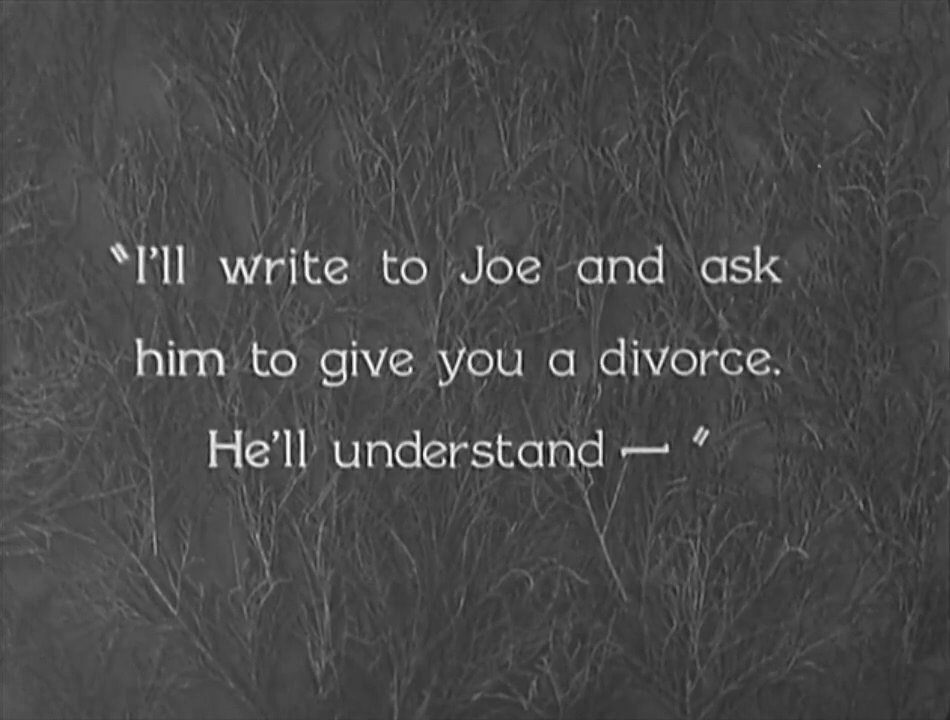 "I'll write to Joe and ask
him to give you a divorce.
He'll understand — "